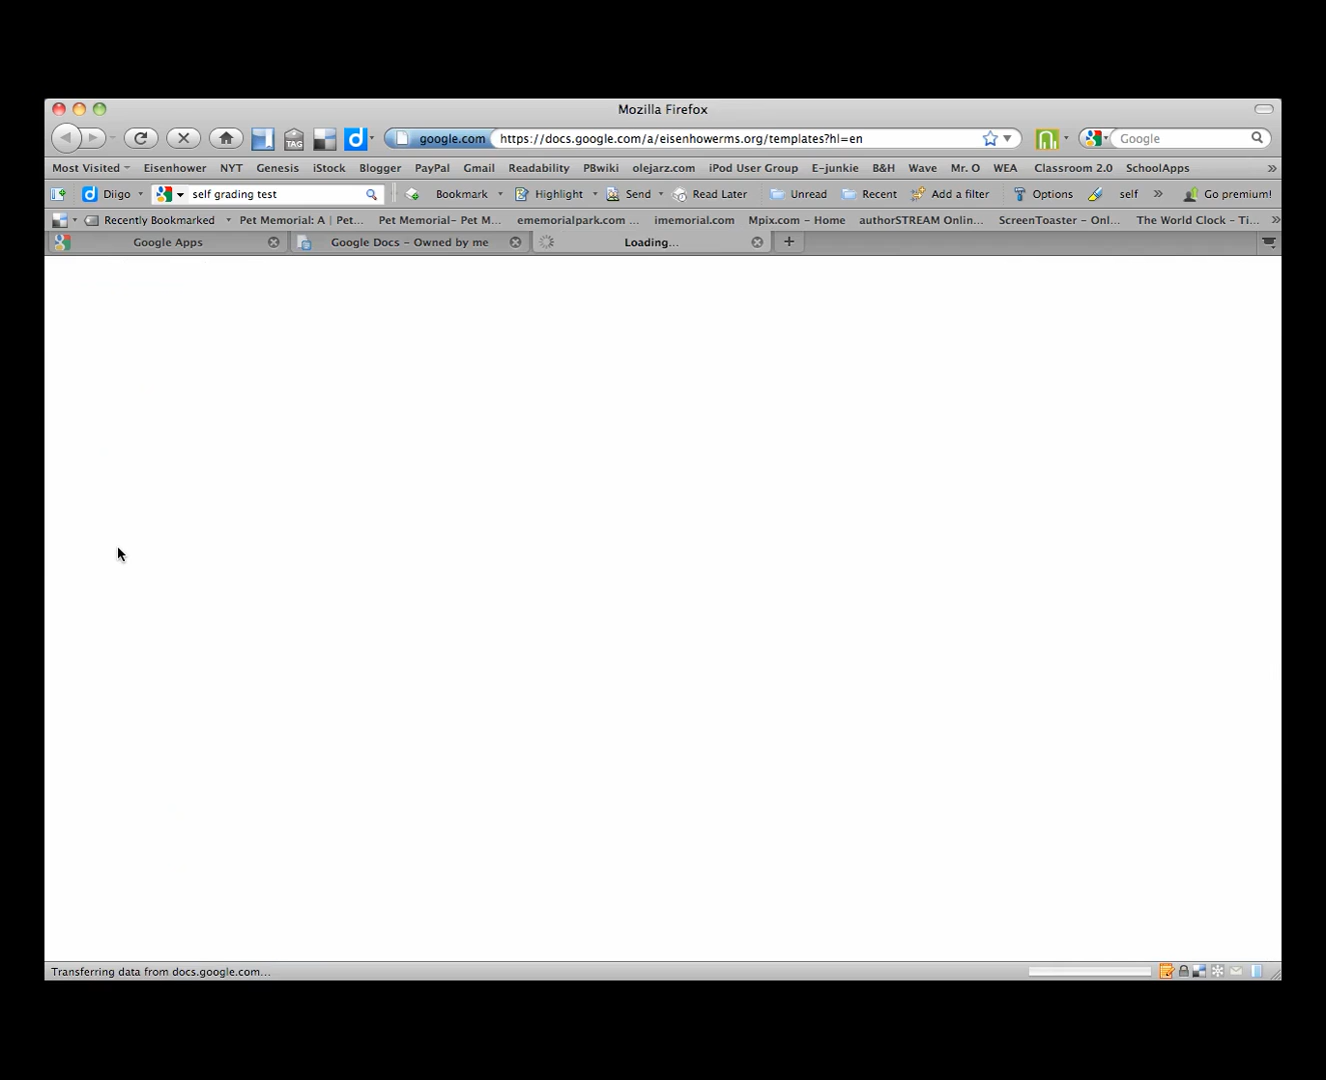 Mozilla Firefox
TAG d google.com https://docs.google.com/a/eisenhowerms.org/templates?hl=en Google
Most Visited Eisenhower NYT Genesis iStock Blogger PayPal Gmail Readability PBwiki olejarz.com iPod User Group E-junkie B&H Wave Mr. O WEA Classroom 2.0 SchoolApps »
d Diigo self grading test Bookmark Highlight Send Read Later Unread Recent Add a filter Options self » Go premium!
Recently Bookmarked Pet Memorial: A | Pet... Pet Memorial- Pet M... ememorialpark.com ... imemorial.com Mpix.com - Home authorSTREAM Onlin... ScreenToaster - Onl... The World Clock - Ti... »
Google Apps Google Docs - Owned by me Loading... +
Transferring data from docs.google.com...